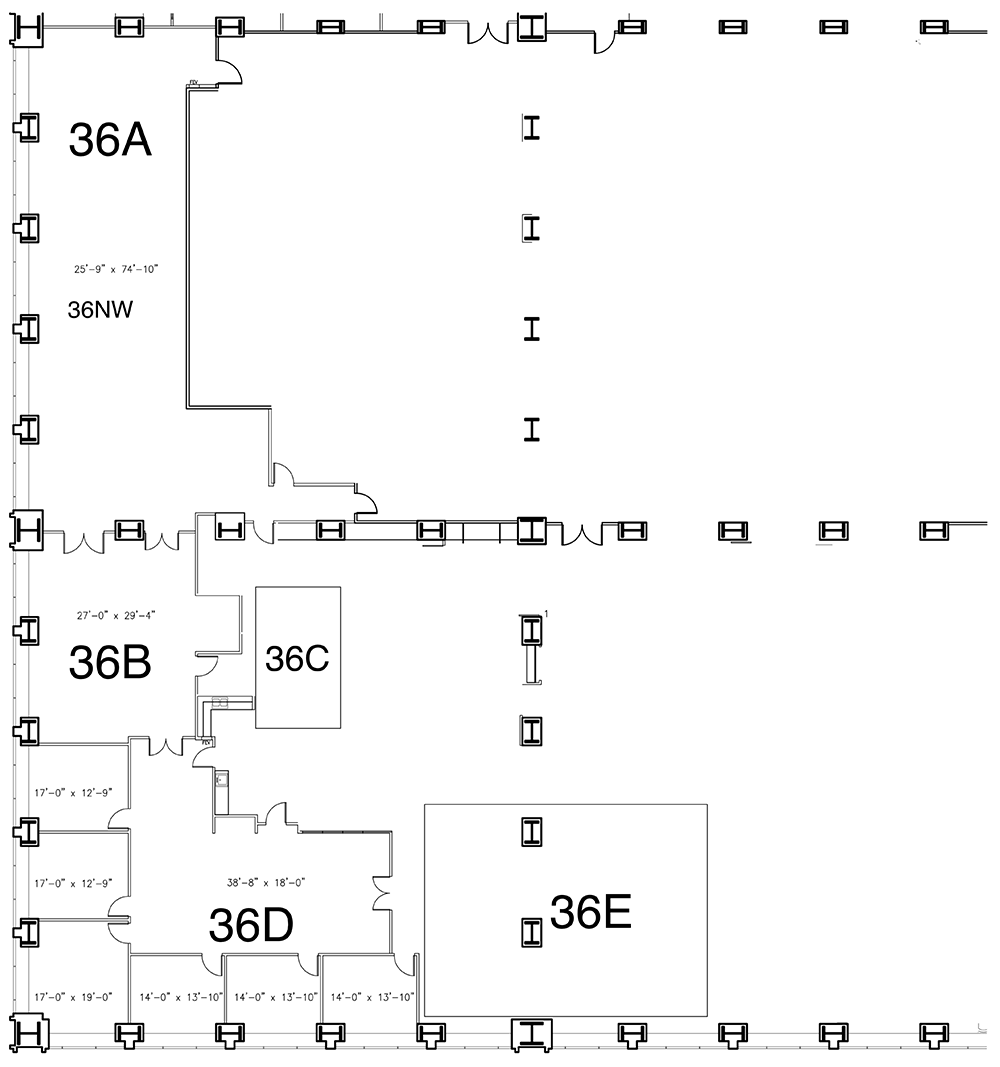 FEV
36A
25'-9" x 74'-10"
36NW
27'-0" x 29'-4"
1
36B
36C
FEV
17'-0" x 12'-9"
17'-0" x 12'-9"
38'-8" x 18'-0"
36D
36E
17'-0" x 19'-0"
14'-0" x 13'-10"
14'-0" x 13'-10"
14'-0" x 13'-10"